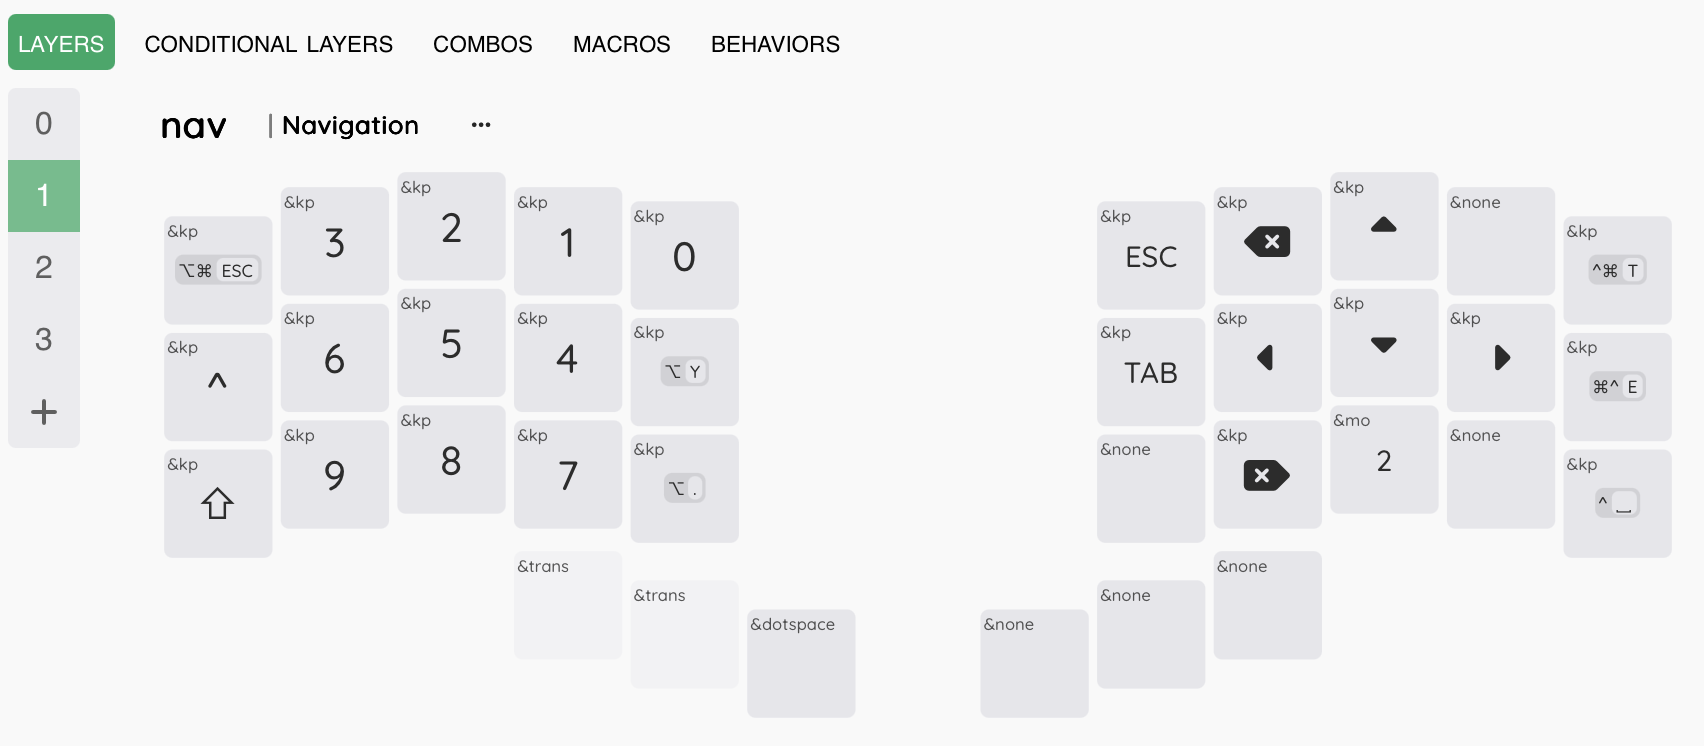 LAYERS CONDITIONAL LAYERS COMBOS MACROS BEHAVIORS
0
1
2
3
+
nav | Navigation ...
&kp ⌥⌘ ESC
&kp 3
&kp 2
&kp 1
&kp 0
&kp ESC
&kp
&kp
&none
&kp ^⌘ T
&kp ^
&kp 6
&kp 5
&kp 4
&kp ⌥ Y
&kp TAB
&kp
&kp
&kp
&kp ⌘^ E
&kp
&kp 9
&kp 8
&kp 7
&kp ⌥ .
&none
&kp
&mo 2
&none
&kp ^ ⎵
&trans
&trans
&dotspace
&none
&none
&none